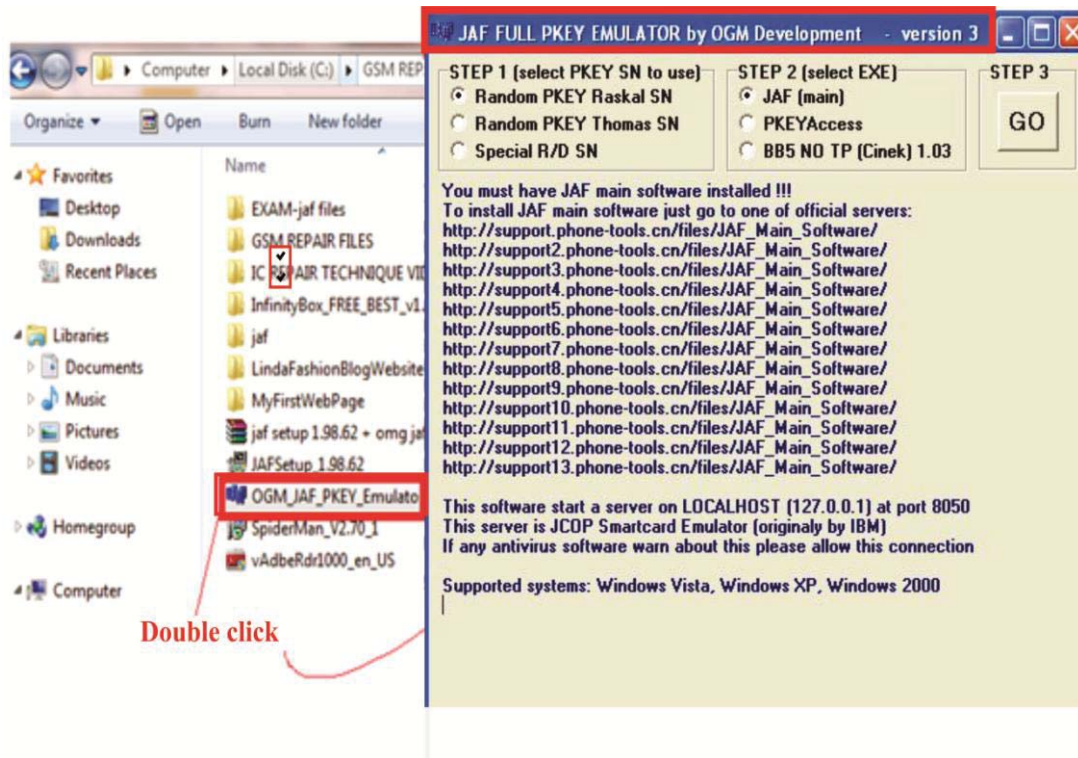 Computer ▸ Local Disk (C:) ▸ GSM REP
Organize Open Burn New folder
Favorites
Desktop
Downloads
Recent Places
Libraries
Documents
Music
Pictures
Videos
Homegroup
Computer
Name
EXAM-jaf files
GSM REPAIR FILES
IC REPAIR TECHNIQUE VID
InfinityBox_FREE_BEST_v1.
jaf
LindaFashionBlogWebsite
MyFirstWebPage
jaf setup 1.98.62 + omg jaf
JAFSetup_1.98.62
OGM_JAF_PKEY_Emulato
SpiderMan_V2.70_1
vAdbeRdr1000_en_US
Double click
JAF FULL PKEY EMULATOR by OGM Development - version 3
STEP 1 (select PKEY SN to use)
Random PKEY Raskal SN
Random PKEY Thomas SN
Special R/D SN
STEP 2 (select EXE)
JAF (main)
PKEYAccess
BB5 NO TP (Cinek) 1.03
STEP 3
GO
You must have JAF main software installed !!!
To install JAF main software just go to one of official servers:
http://support.phone-tools.cn/files/JAF_Main_Software/
http://support2.phone-tools.cn/files/JAF_Main_Software/
http://support3.phone-tools.cn/files/JAF_Main_Software/
http://support4.phone-tools.cn/files/JAF_Main_Software/
http://support5.phone-tools.cn/files/JAF_Main_Software/
http://support6.phone-tools.cn/files/JAF_Main_Software/
http://support7.phone-tools.cn/files/JAF_Main_Software/
http://support8.phone-tools.cn/files/JAF_Main_Software/
http://support9.phone-tools.cn/files/JAF_Main_Software/
http://support10.phone-tools.cn/files/JAF_Main_Software/
http://support11.phone-tools.cn/files/JAF_Main_Software/
http://support12.phone-tools.cn/files/JAF_Main_Software/
http://support13.phone-tools.cn/files/JAF_Main_Software/
This software start a server on LOCALHOST (127.0.0.1) at port 8050
This server is JCOP Smartcard Emulator (originaly by IBM)
If any antivirus software warn about this please allow this connection
Supported systems: Windows Vista, Windows XP, Windows 2000